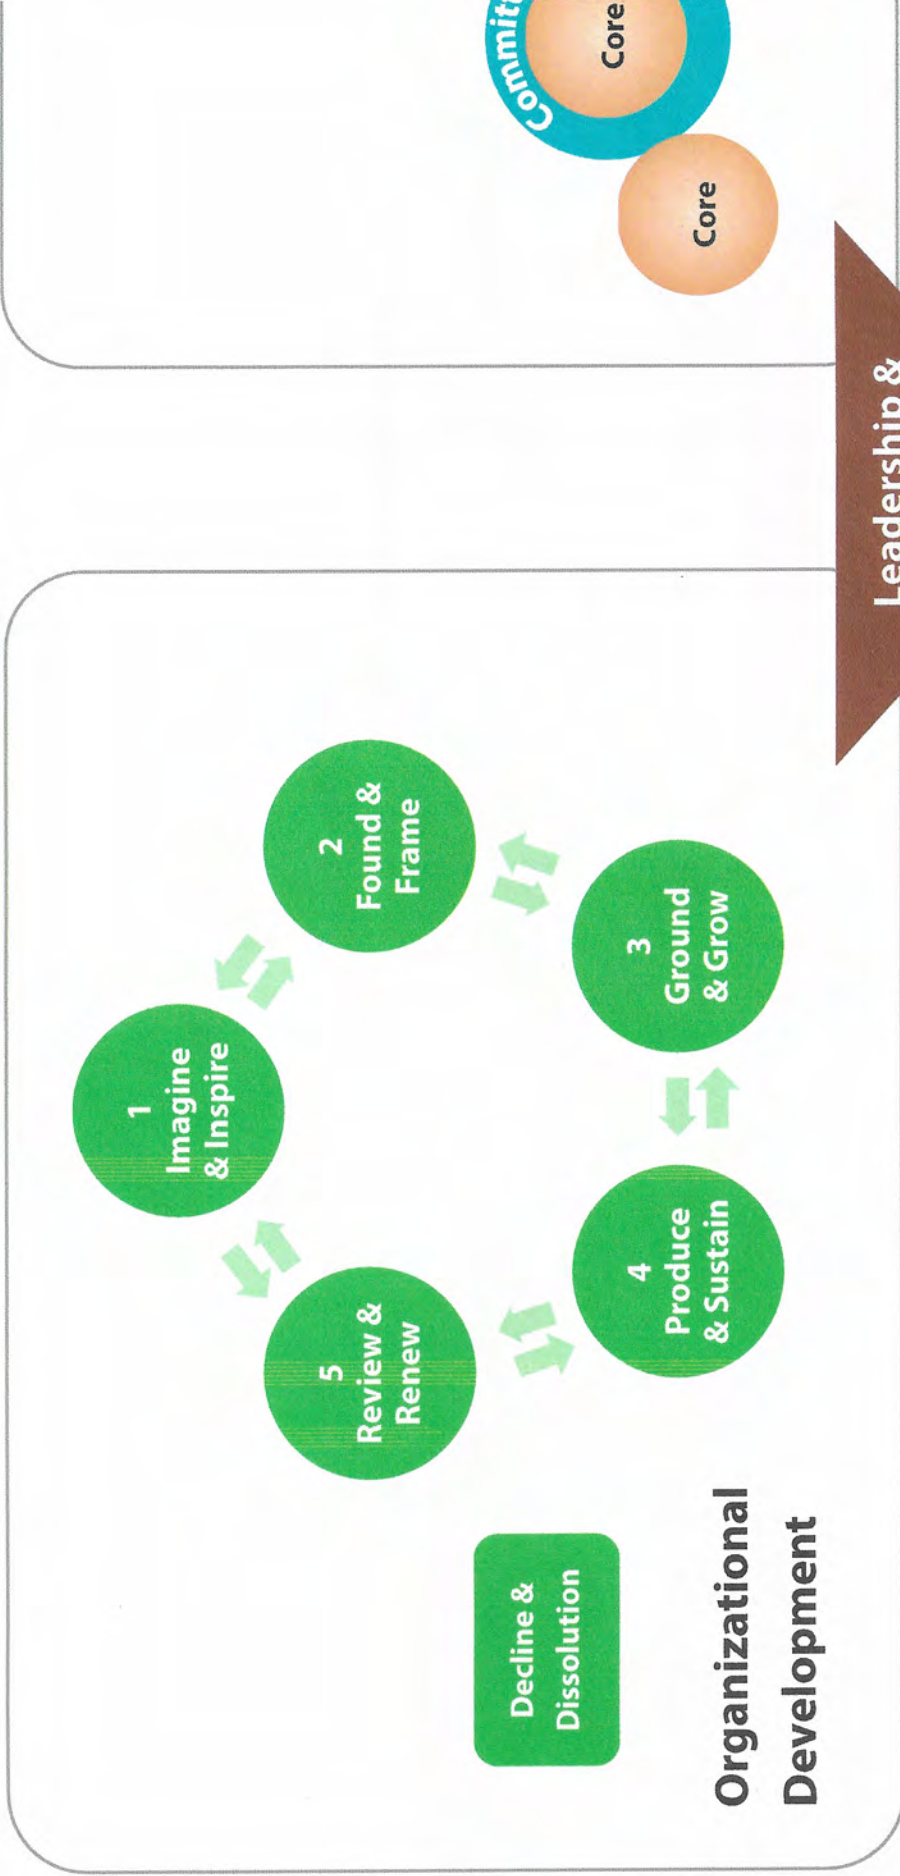 1
Imagine
& Inspire
2
Found &
Frame
3
Ground
& Grow
4
Produce
& Sustain
5
Review &
Renew
Decline &
Dissolution
Organizational
Development
Core
Core
Leadership &